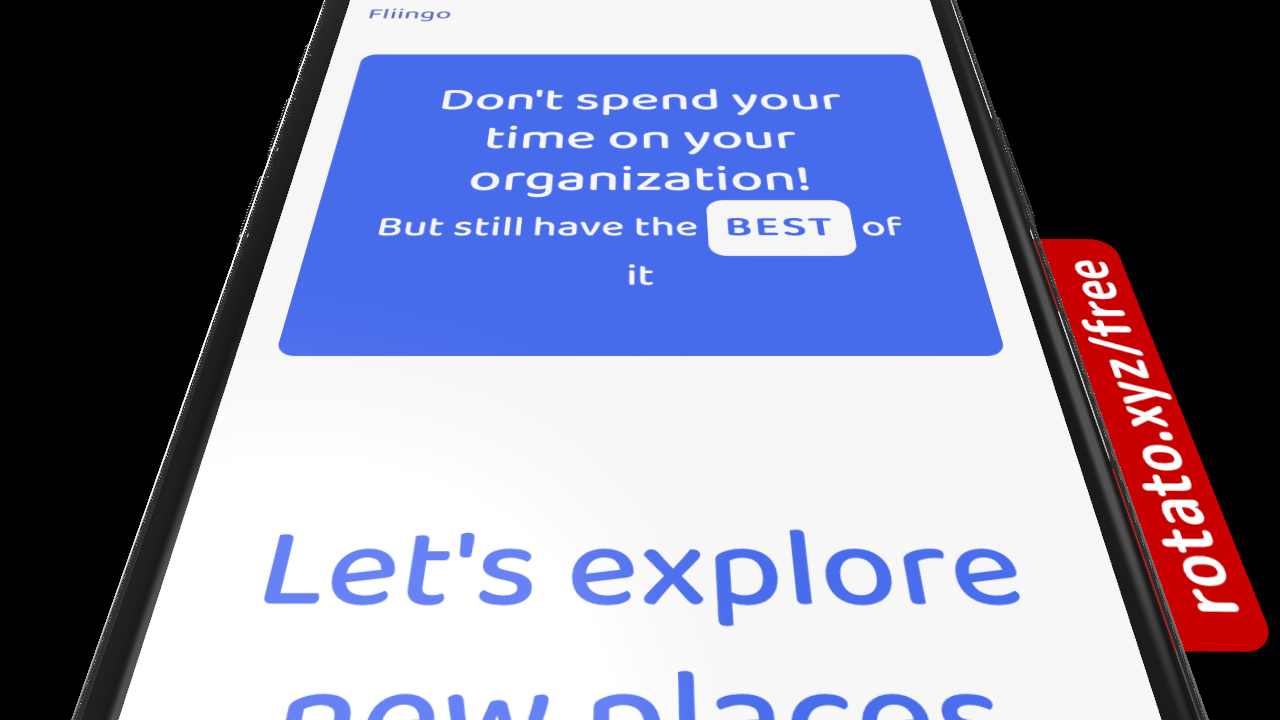 Fliingo
Don't spend your
time on your
organization!
But still have the BEST of
it
Let's explore
new places
rotato.xyz/free